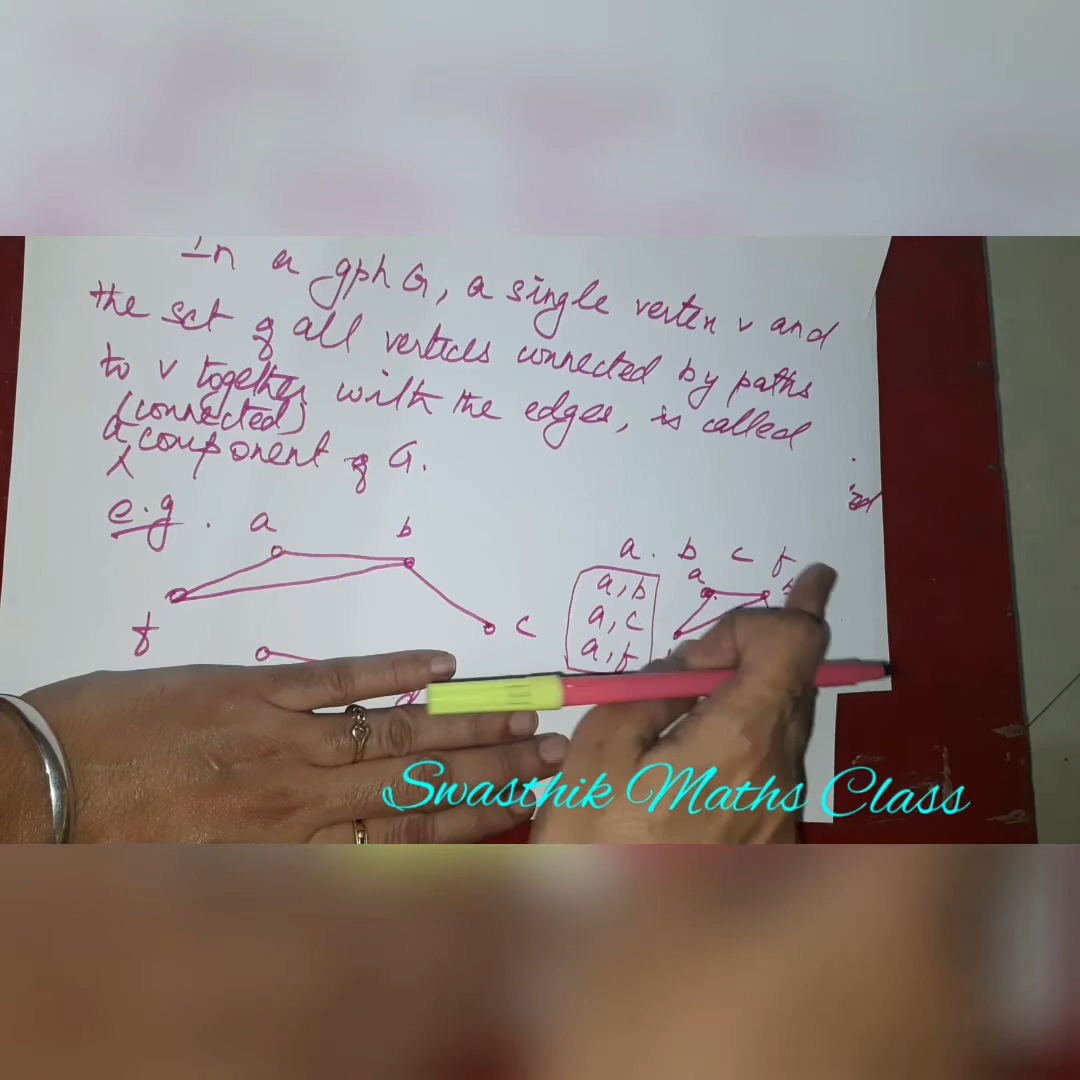 In a gph G, a single vertex v and
the set of all vertices connected by paths
to v together with the edges, is called
(connected)
a component of G.
e.g.
a b
a. b c f
a b
a, b
a, c
a, f
f c
d
Swasthik Maths Class